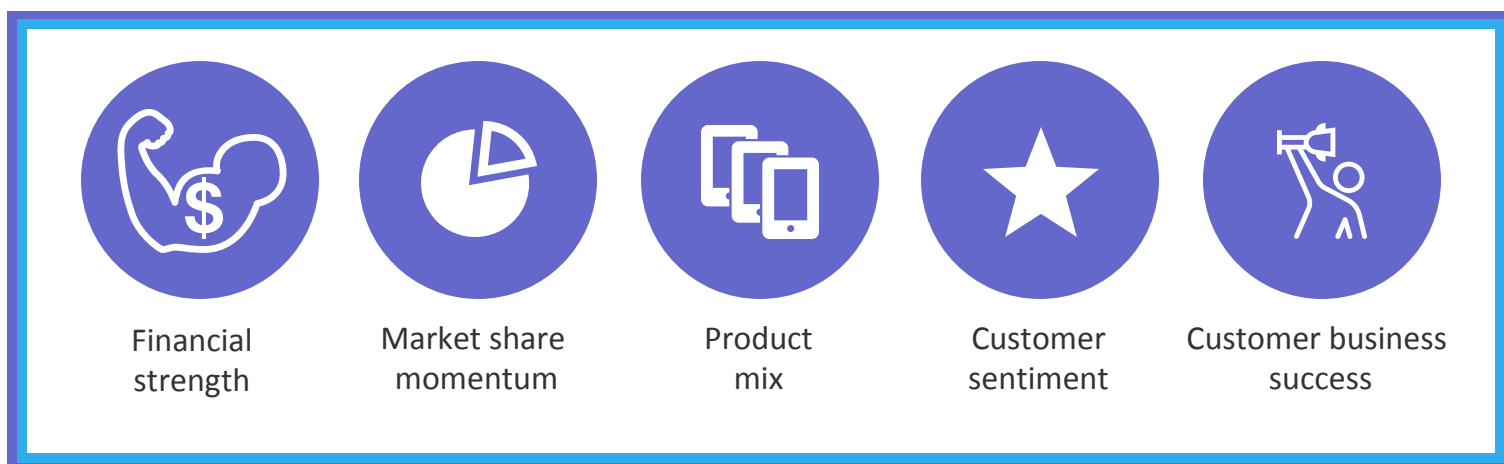 $
Financial
strength
Market share
momentum
Product
mix
Customer
sentiment
Customer business
success